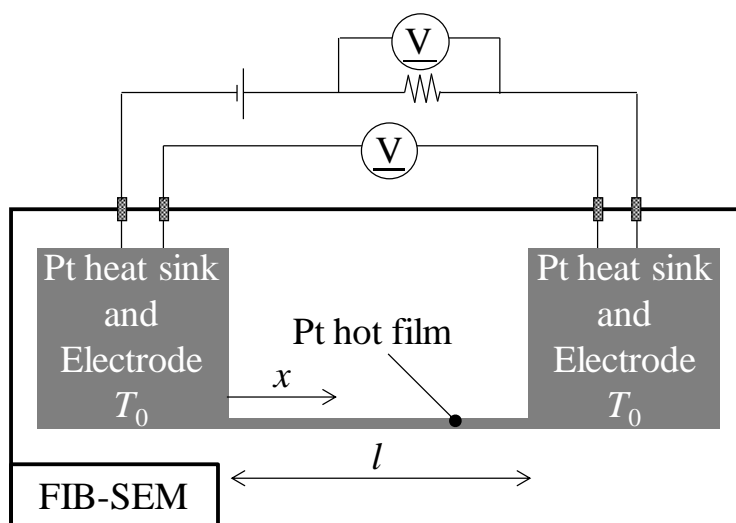 V
V
Pt heat sink
and
Electrode
T0
Pt heat sink
and
Electrode
T0
Pt hot film
x
l
FIB-SEM